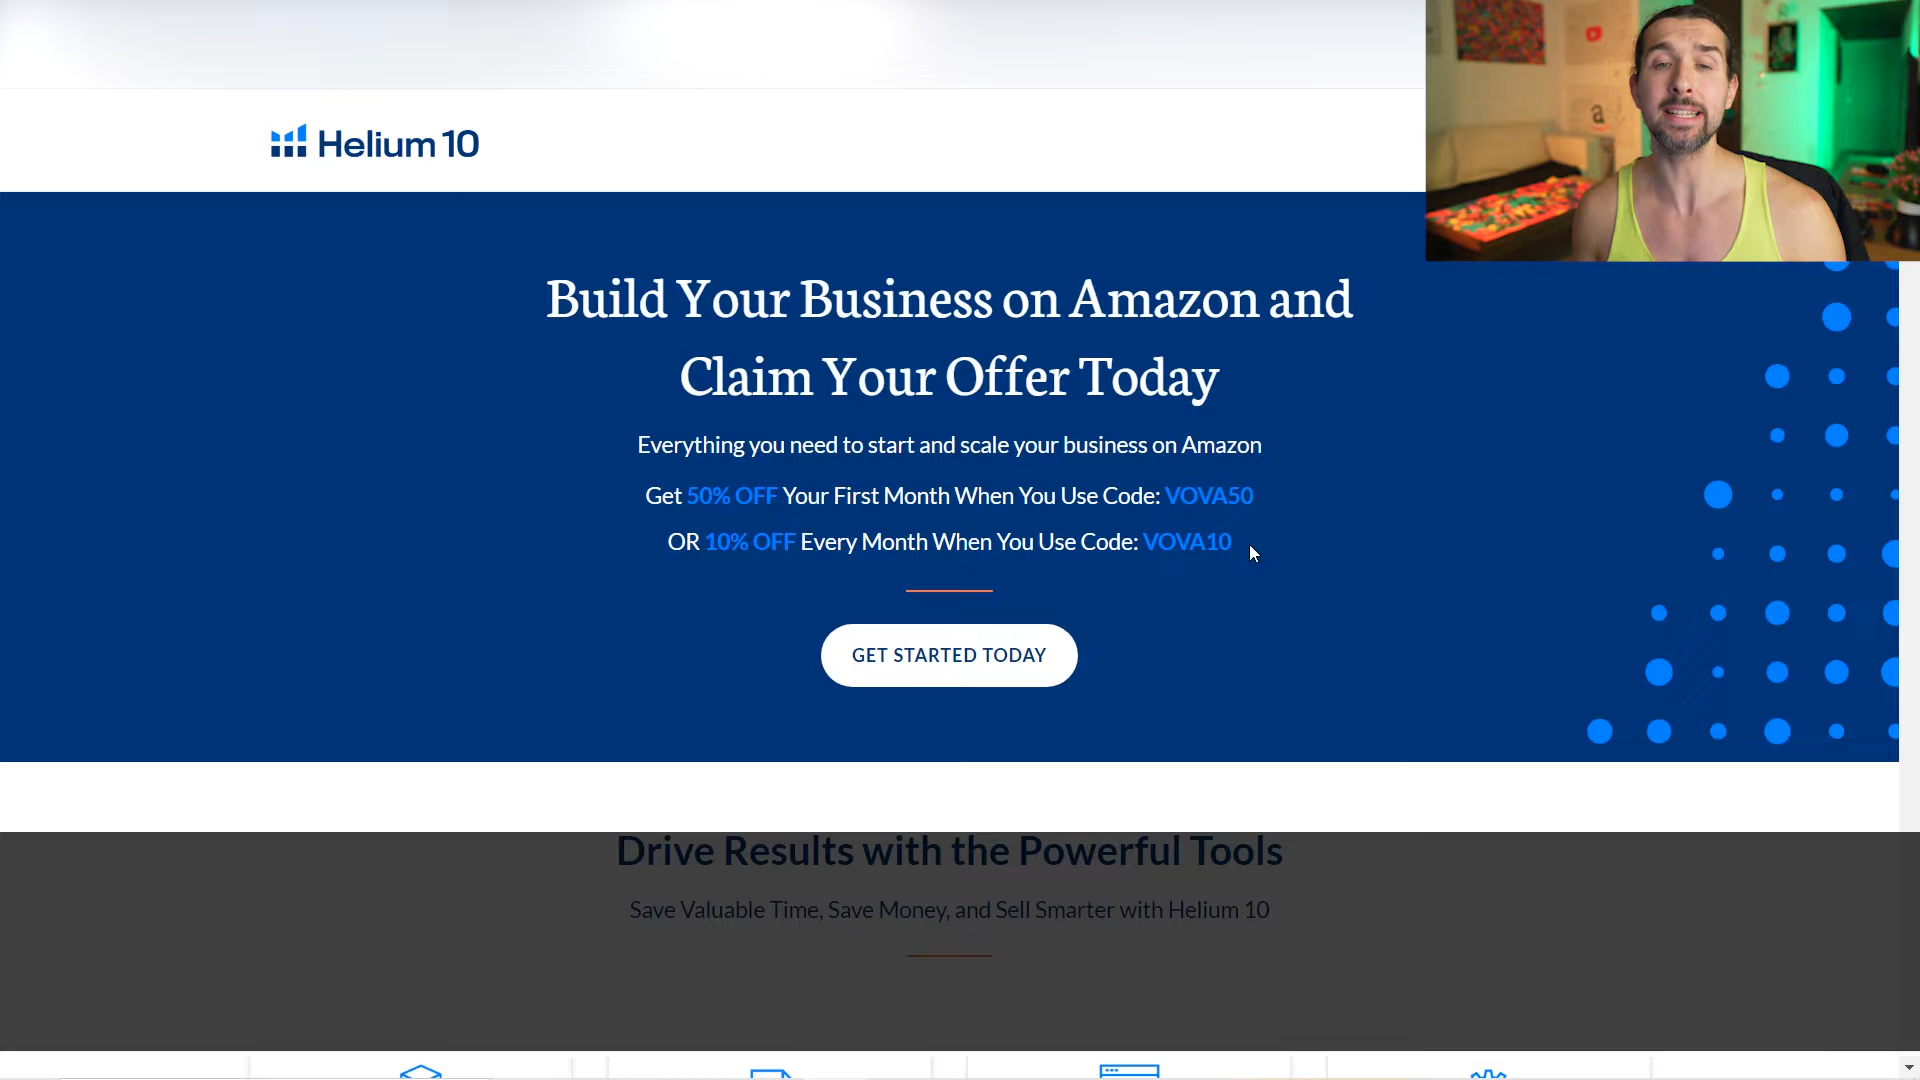 Helium 10
Build Your Business on Amazon and
Claim Your Offer Today
Everything you need to start and scale your business on Amazon
Get 50% OFF Your First Month When You Use Code: VOVA50
OR 10% OFF Every Month When You Use Code: VOVA10
GET STARTED TODAY
Drive Results with the Powerful Tools
Save Valuable Time, Save Money, and Sell Smarter with Helium 10